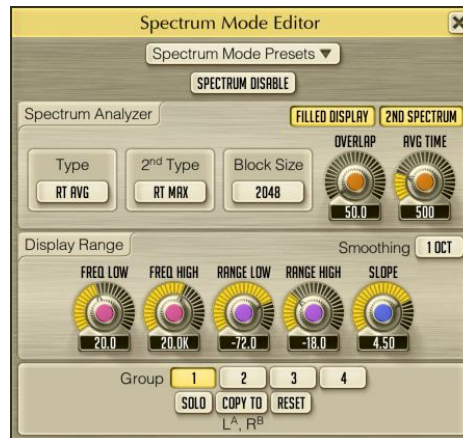 Spectrum Mode Editor
Spectrum Mode Presets ▼
SPECTRUM DISABLE
Spectrum Analyzer FILLED DISPLAY 2ND SPECTRUM
OVERLAP AVG TIME
Type 2nd Type Block Size
RT AVG RT MAX 2048
50.0 500
Display Range Smoothing 1 OCT
FREQ LOW FREQ HIGH RANGE LOW RANGE HIGH SLOPE
20.0 20.0K -72.0 -18.0 4.50
Group 1 2 3 4
SOLO COPY TO RESET
LA, RB